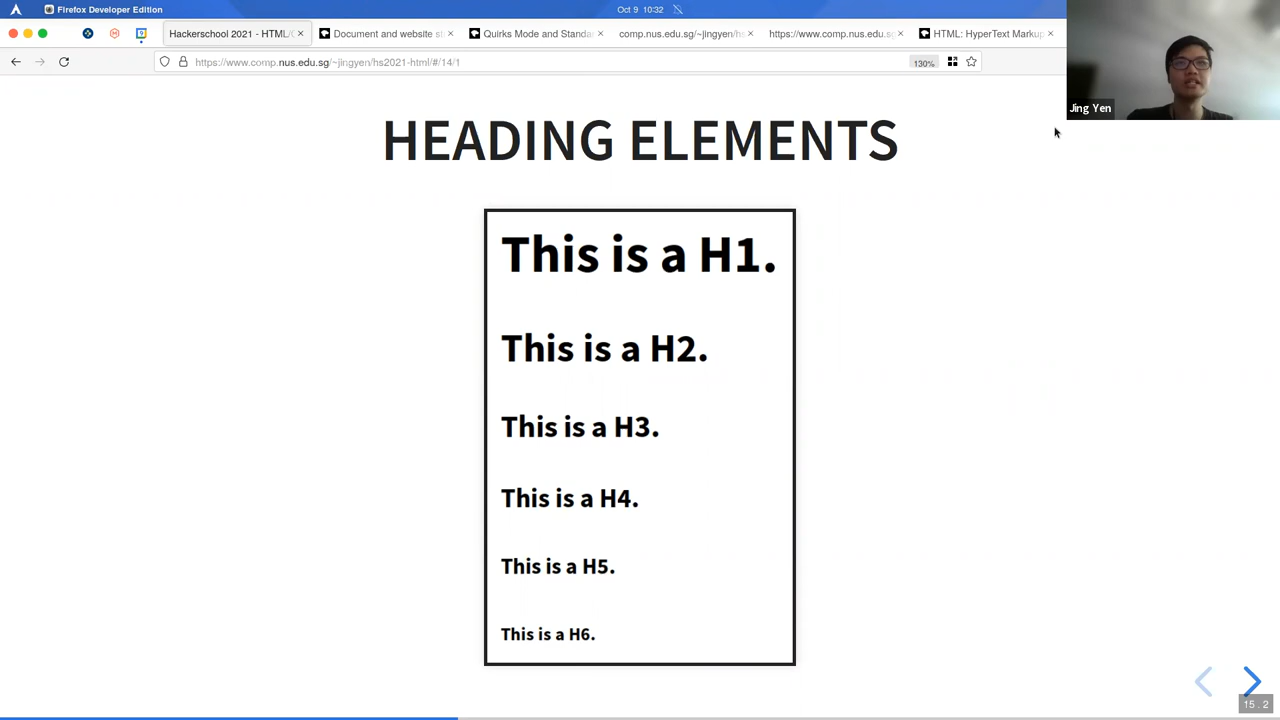 Firefox Developer Edition
Oct 9 10:32
Hackerschool 2021 - HTML/
Document and website s
Quirks Mode and Standa
comp.nus.edu.sg/~jingyen/h
https://www.comp.nus.edu.sg
HTML: HyperText Markup
https://www.comp.nus.edu.sg/~jingyen/hs2021-html/#/14/1
130%
Jing Yen
HEADING ELEMENTS
This is a H1.
This is a H2.
This is a H3.
This is a H4.
This is a H5.
This is a H6.
15.2